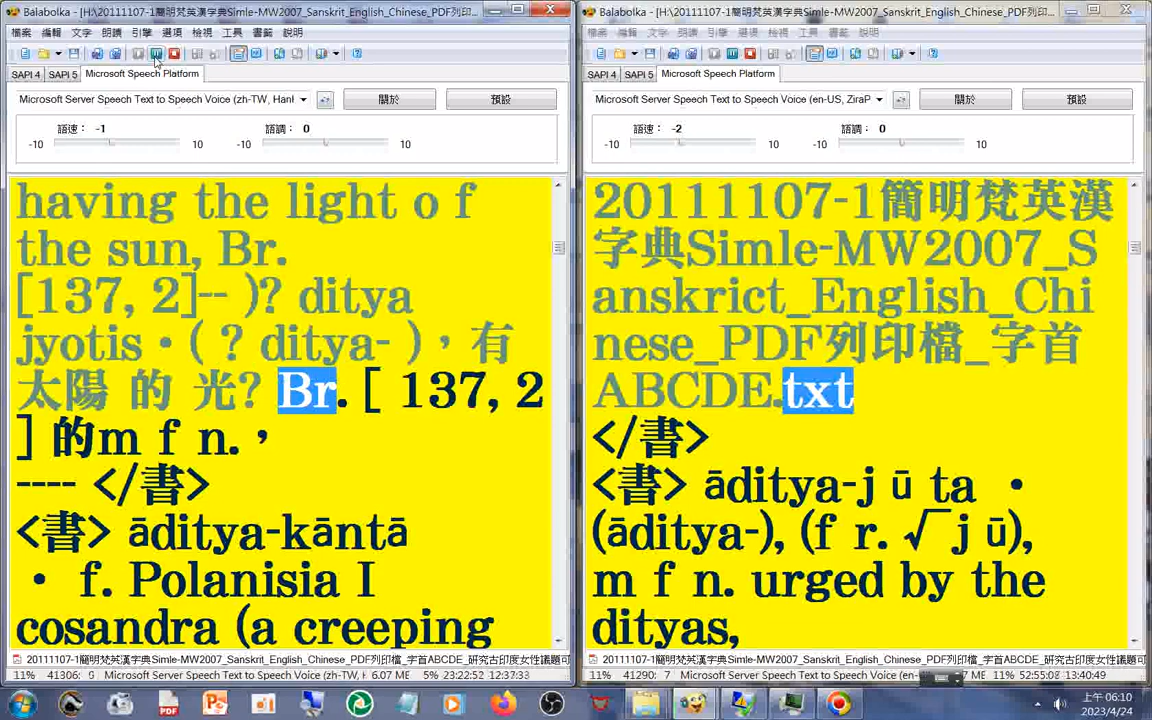 Balabolka - [H:\20111107-1簡明梵英漢字典Simle-MW2007_Sanskrit_English_Chinese_PDF列印...
檔案 編輯 文字 朗讀 引擎 選項 檢視 工具 書籤 說明
SAPI 4 SAPI 5 Microsoft Speech Platform
Microsoft Server Speech Text to Speech Voice (zh-TW, Hanl 關於 預設
語速: -1 語調: 0
-10 10 -10 10
having the light o f
the sun, Br.
[137, 2]-- )? ditya
jyotis •( ? ditya- )，有
太陽 的 光? Br. [ 137, 2
] 的m f n.，
---- </書>
<書> āditya-kāntā
• f. Polanisia I
cosandra (a creeping
20111107-1簡明梵英漢字典Simle-MW2007_Sanskrit_English_Chinese_PDF列印檔_字首ABCDE_研究古印度女性議題可
11% 41306: 9 Microsoft Server Speech Text to Speech Voice (zh-TW, H 6.07 ME 5% 23:22:52 12:37:33
Balabolka - [H:\20111107-1簡明梵英漢字典Simle-MW2007_Sanskrit_English_Chinese_PDF列印...
檔案 編輯 文字 朗讀 引擎 選項 檢視 工具 書籤 說明
SAPI 4 SAPI 5 Microsoft Speech Platform
Microsoft Server Speech Text to Speech Voice (en-US, ZiraP 關於 預設
語速: -2 語調: 0
-10 10 -10 10
20111107-1簡明梵英漢
字典Simle-MW2007_S
anskrict_English_Chi
nese_PDF列印檔_字首
ABCDE.txt
</書>
<書> āditya-j ū ta •
(āditya-), (f r. √ j ū),
m f n. urged by the
dityas,
20111107-1簡明梵英漢字典Simle-MW2007_Sanskrit_English_Chinese_PDF列印檔_字首ABCDE_研究古印度女性議題可
11% 41290: 7 Microsoft Server Speech Text to Speech Voice (en-U ME 11% 52:55:08 13:40:49
上午 06:10
2023/4/24